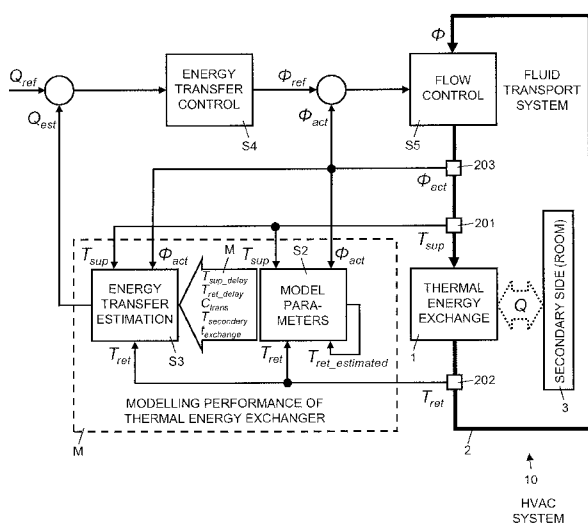 Φ
Q_ref
ENERGY
TRANSFER
CONTROL
Φ_ref
FLOW
CONTROL
FLUID
TRANSPORT
SYSTEM
Q_est
Φ_act
S4
S5
Φ_act
203
201
T_sup
Φ_act
M
T_sup
S2
Φ_act
T_sup
ENERGY
TRANSFER
ESTIMATION
T_sup_delay
T_ret_delay
C_trans
T_secondery
t_exchange
MODEL
PARA-
METERS
THERMAL
ENERGY
EXCHANGE
Q
SECONDARY SIDE (ROOM)
T_ret
S3
T_ret
T_ret_estimated
1
T_ret
202
3
MODELLING PERFORMANCE OF
THERMAL ENERGY EXCHANGER
M
2
10
HVAC
SYSTEM